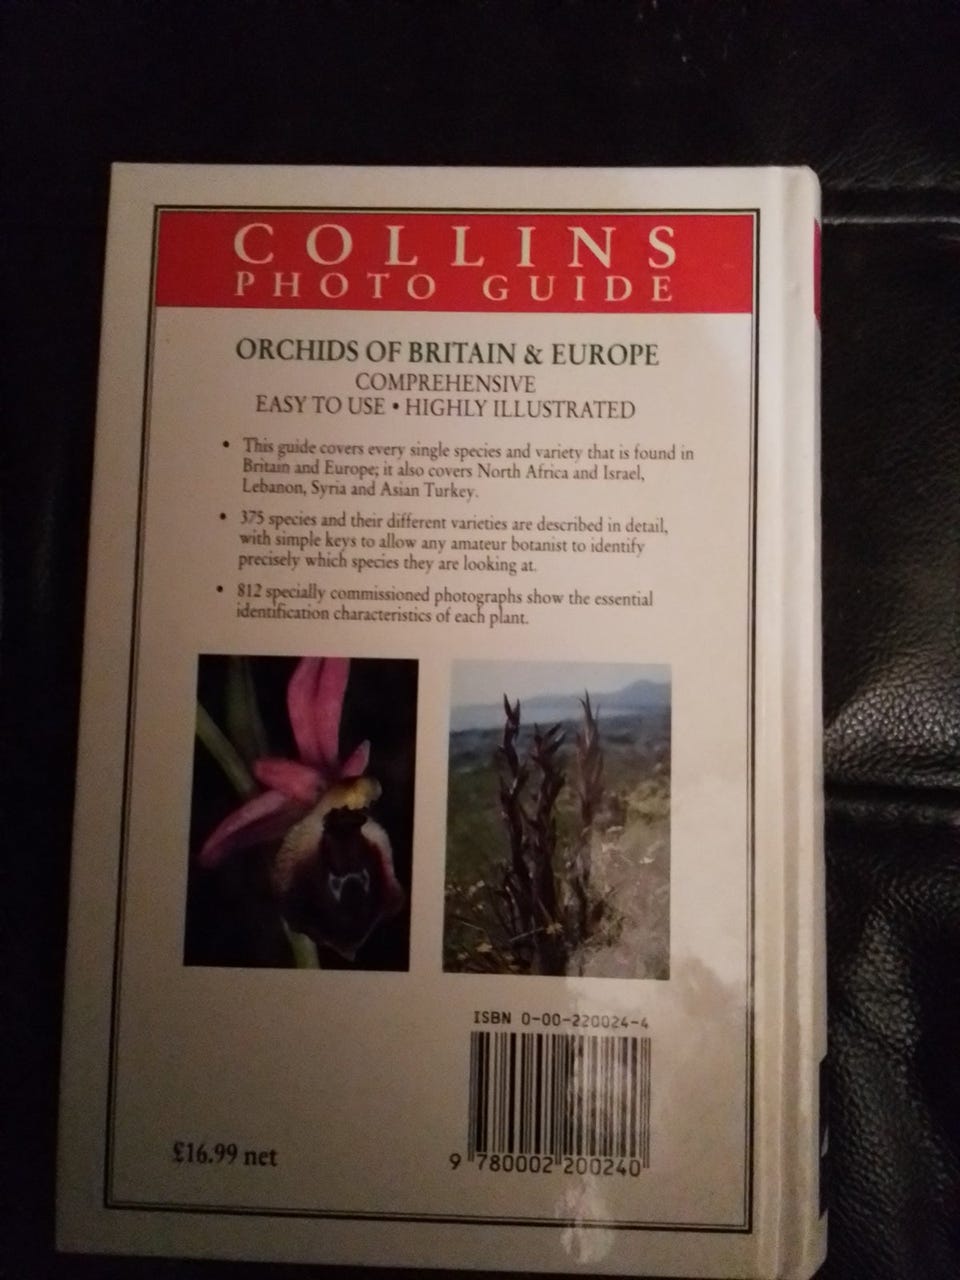 COLLINS
PHOTO GUIDE
ORCHIDS OF BRITAIN & EUROPE
COMPREHENSIVE
EASY TO USE • HIGHLY ILLUSTRATED
• This guide covers every single species and variety that is found in
Britain and Europe; it also covers North Africa and Israel,
Lebanon, Syria and Asian Turkey.
• 375 species and their different varieties are described in detail,
with simple keys to allow any amateur botanist to identify
precisely which species they are looking at.
• 812 specially commissioned photographs show the essential
identification characteristics of each plant.
ISBN 0-00-220024-4
9 780002 200240
£16.99 net